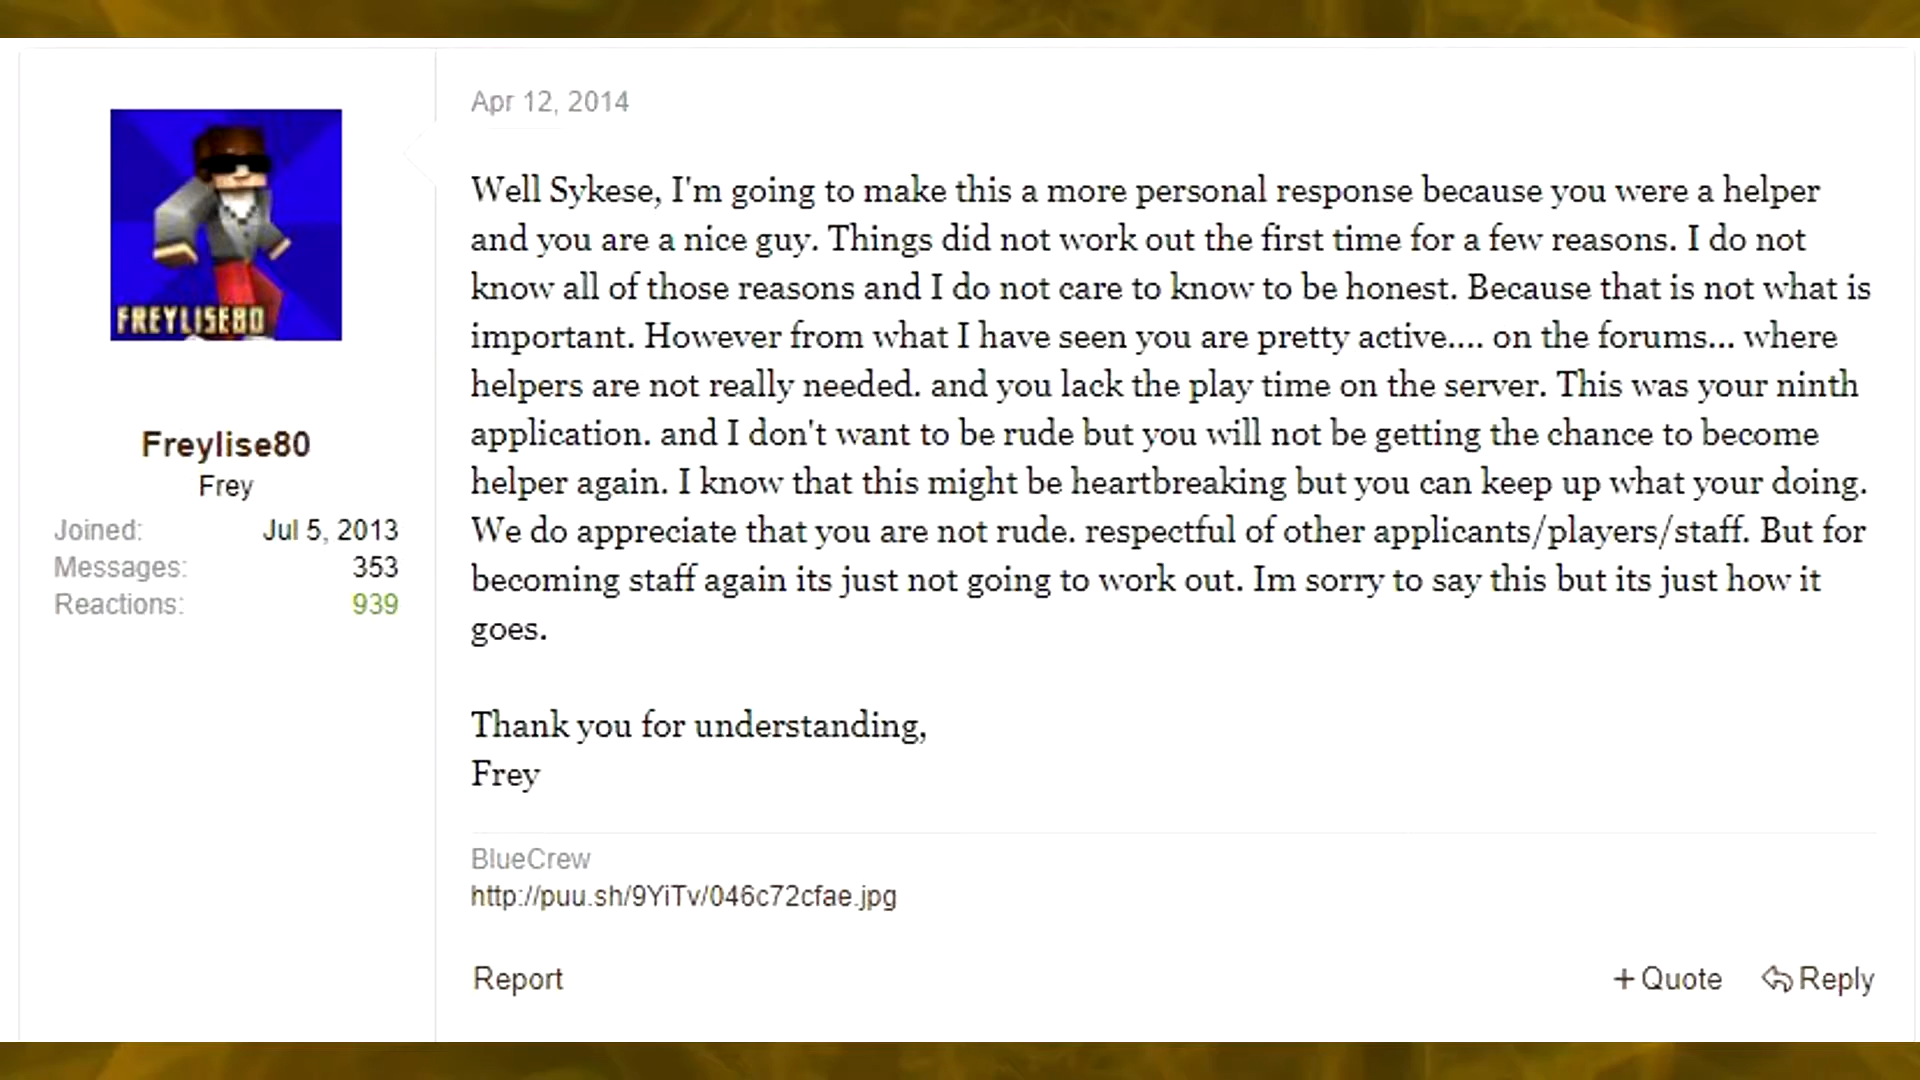 Apr 12, 2014
FREYLISE80
Freylise80
Frey
Joined: Jul 5, 2013
Messages: 353
Reactions: 939
Well Sykese, I'm going to make this a more personal response because you were a helper
and you are a nice guy. Things did not work out the first time for a few reasons. I do not
know all of those reasons and I do not care to know to be honest. Because that is not what is
important. However from what I have seen you are pretty active.... on the forums... where
helpers are not really needed. and you lack the play time on the server. This was your ninth
application. and I don't want to be rude but you will not be getting the chance to become
helper again. I know that this might be heartbreaking but you can keep up what your doing.
We do appreciate that you are not rude. respectful of other applicants/players/staff. But for
becoming staff again its just not going to work out. Im sorry to say this but its just how it
goes.
Thank you for understanding,
Frey
BlueCrew
http://puu.sh/9YiTv/046c72cfae.jpg
Report
+ Quote
Reply